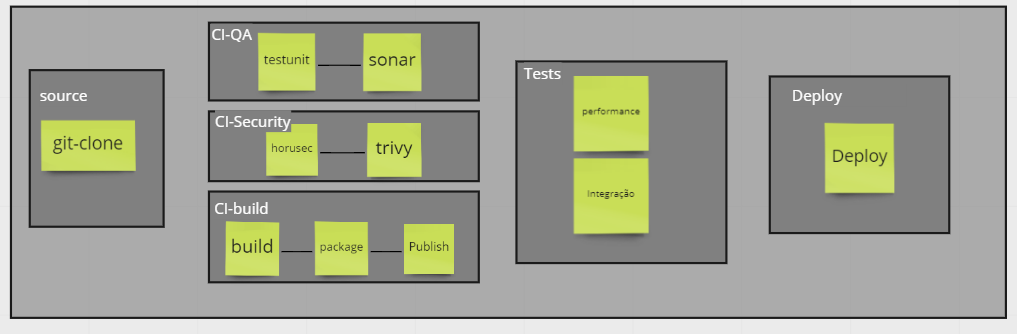 source
git-clone
CI-QA
testunit
sonar
CI-Security
horusec
trivy
CI-build
build
package
Publish
Tests
performance
Integração
Deploy
Deploy